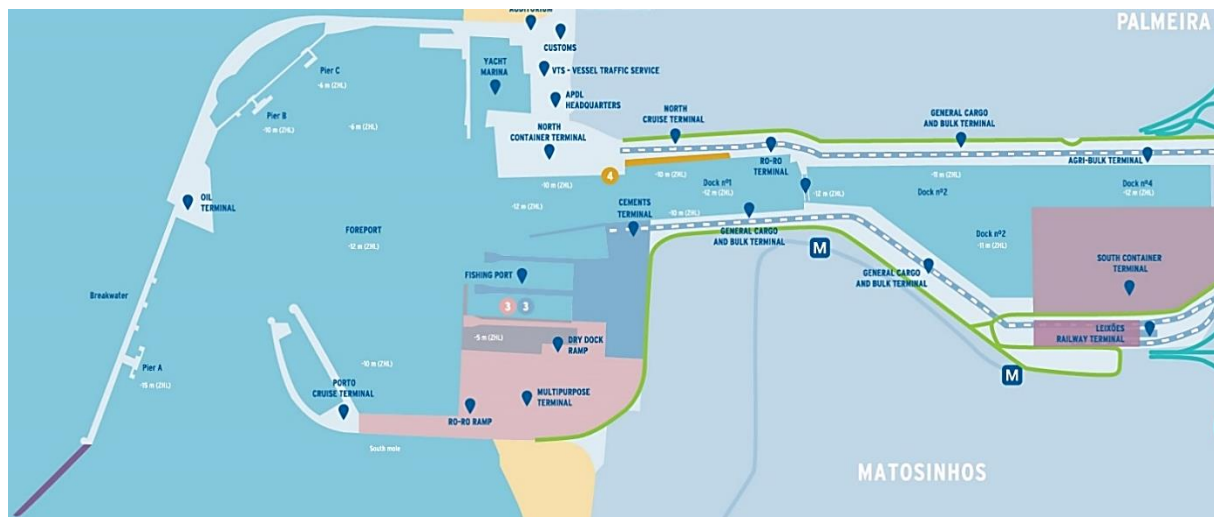 AUDITORIUM
CUSTOMS
PALMEIRA
YACHT
MARINA
VTS - VESSEL TRAFFIC SERVICE
APDL
HEADQUARTERS
Pier C
-6 m (ZHL)
Pier B
-10 m (ZHL)
-6 m (ZHL)
NORTH
CONTAINER TERMINAL
NORTH
CRUISE TERMINAL
GENERAL CARGO
AND BULK TERMINAL
RO-RO
TERMINAL
AGRI-BULK TERMINAL
4
-10 m (ZHL)
-10 m (ZHL)
Dock nº1
-12 m (ZHL)
-12 m (ZHL)
-11 m (ZHL)
Dock nº2
Dock nº4
-12 m (ZHL)
OIL
TERMINAL
-12 m (ZHL)
CEMENTS
TERMINAL
-10 m (ZHL)
GENERAL CARGO
AND BULK TERMINAL
FOREPORT
-12 m (ZHL)
Dock nº2
-11 m (ZHL)
M
FISHING PORT
GENERAL CARGO
AND BULK TERMINAL
SOUTH CONTAINER
TERMINAL
Breakwater
3
3
-5 m (ZHL)
DRY DOCK
RAMP
LEIXÕES
RAILWAY TERMINAL
Pier A
-15 m (ZHL)
-10 m (ZHL)
M
PORTO
CRUISE TERMINAL
MULTIPURPOSE
TERMINAL
RO-RO RAMP
South mole
MATOSINHOS